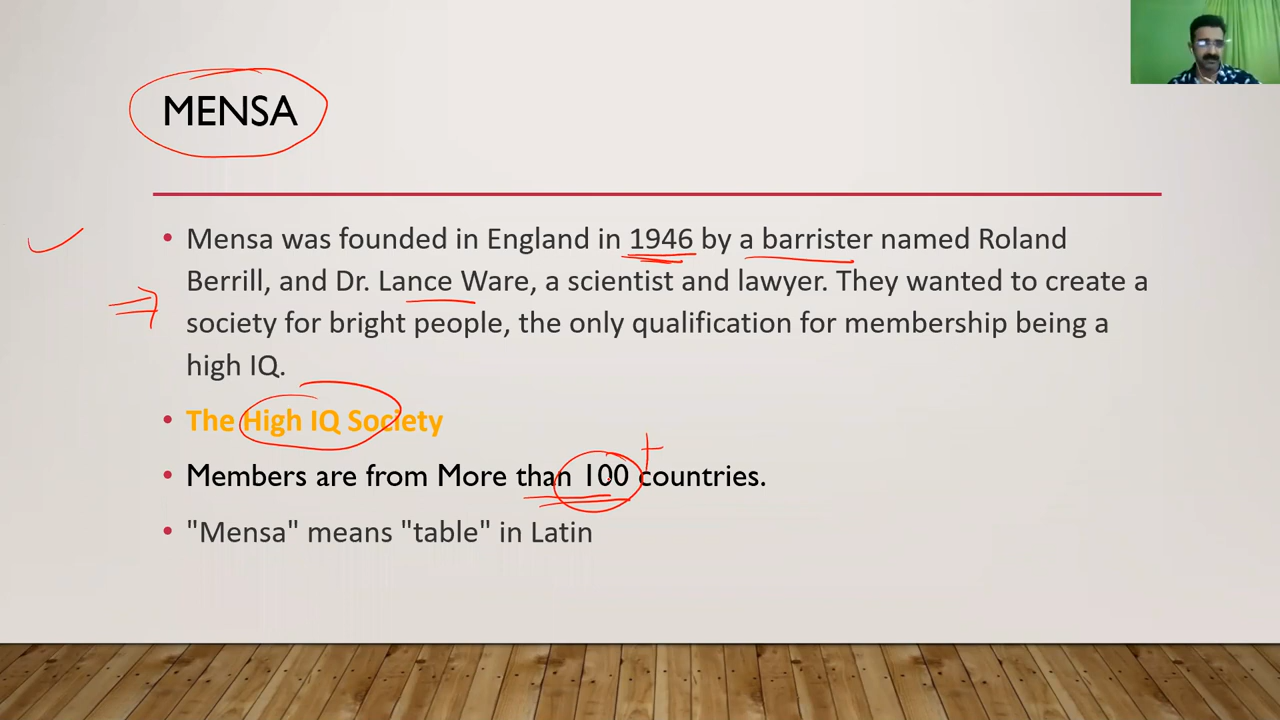 MENSA
• Mensa was founded in England in 1946 by a barrister named Roland
Berrill, and Dr. Lance Ware, a scientist and lawyer. They wanted to create a
society for bright people, the only qualification for membership being a
high IQ.
• The High IQ Society
+
• Members are from More than 100 countries.
• "Mensa" means "table" in Latin